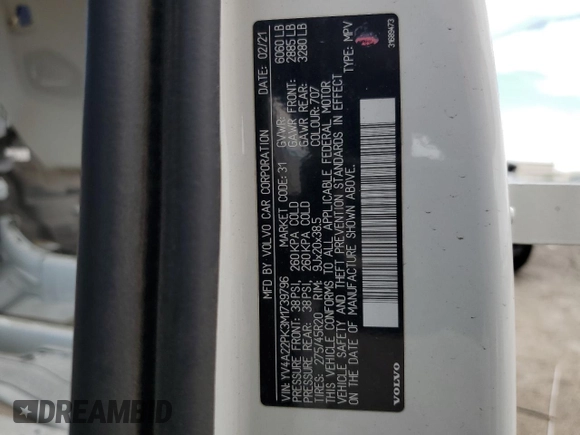 MFD. BY VOLVO CAR CORPORATION DATE: 02/21
VIN: YV4A22PK3M1739796 MARKET CODE: 31 GVWR: 6060 LB
PRESSURE FRONT: 38 PSI, 260 KPA COLD GAWR FRONT: 2885 LB
PRESSURE REAR: 38 PSI, 260 KPA COLD GAWR REAR: 3280 LB
TIRES: 275/45R20 RIM: 9Jx20x38.5 COLOUR: 707
THIS VEHICLE CONFORMS TO ALL APPLICABLE FEDERAL MOTOR
VEHICLE SAFETY AND THEFT PREVENTION STANDARDS IN EFFECT
ON THE DATE OF MANUFACTURE SHOWN ABOVE. TYPE: MPV
VOLVO
31689473
DREAMBID